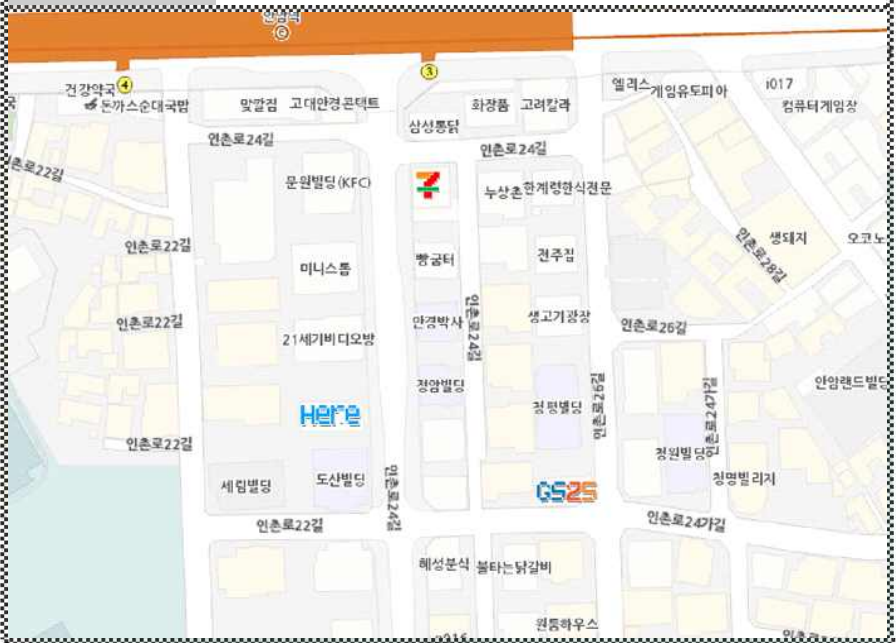 안암역
3
4
건강약국
돈까스순대국밥
맞깔집
고대안경콘택트
삼성통닭
화장품
고려칼라
엘리스
게임유토피아
i017
컴퓨터게임장
인촌로24길
인촌로24길
인촌로22길
문원빌딩(KFC)
7
누상촌
한계령한식전문
인촌로22길
미니스톱
빵굼터
전주집
인촌로28길
생돼지
오코노
인촌로22길
21세기비디오방
안경박사
인촌로24길
생고기광장
인촌로26길
Here
정암빌딩
정평빌딩
인촌로26길
인촌로24가길
안암랜드빌딩
인촌로22길
세림빌딩
도산빌딩
인촌로24길
GS25
정원빌딩
청명빌리지
인촌로22길
인촌로24가길
혜성분식
불타는닭갈비
원룸하우스